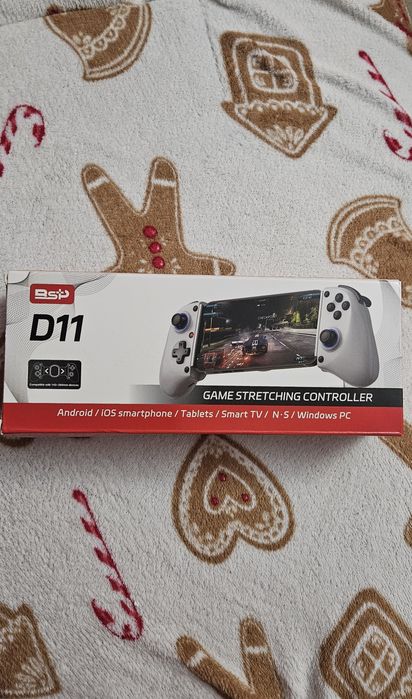 BSP
D11
GAME STRETCHING CONTROLLER
Android / iOS smartphone / Tablets / Smart TV / N·S / Windows PC